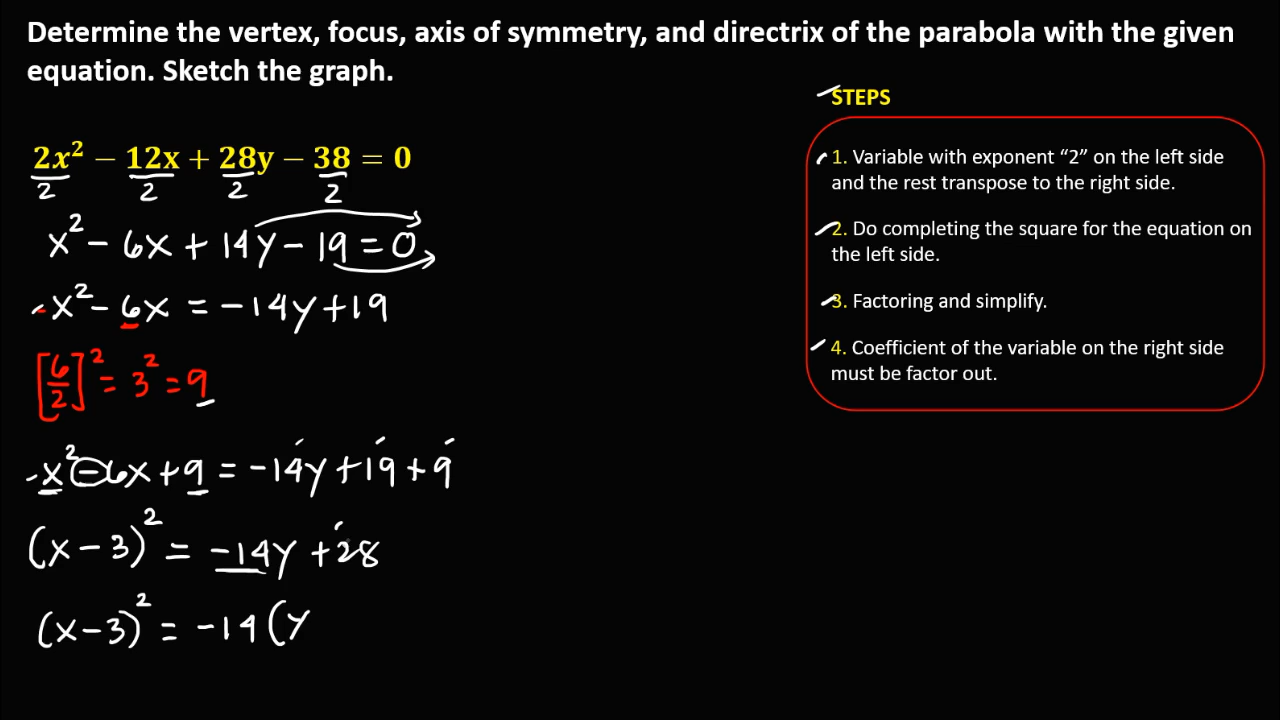 Determine the vertex, focus, axis of symmetry, and directrix of the parabola with the given
equation. Sketch the graph.
STEPS
1. Variable with exponent “2” on the left side
and the rest transpose to the right side.
2. Do completing the square for the equation on
the left side.
3. Factoring and simplify.
4. Coefficient of the variable on the right side
must be factor out.
2x² − 12x + 28y − 38 = 0
2 2 2 2
x² − 6x + 14y − 19 = 0
x² − 6x = −14y + 19
[6/2]² = 3² = 9
x² − 6x + 9 = −14y + 19 + 9
(x − 3)² = −14y + 28
(x − 3)² = −14(y